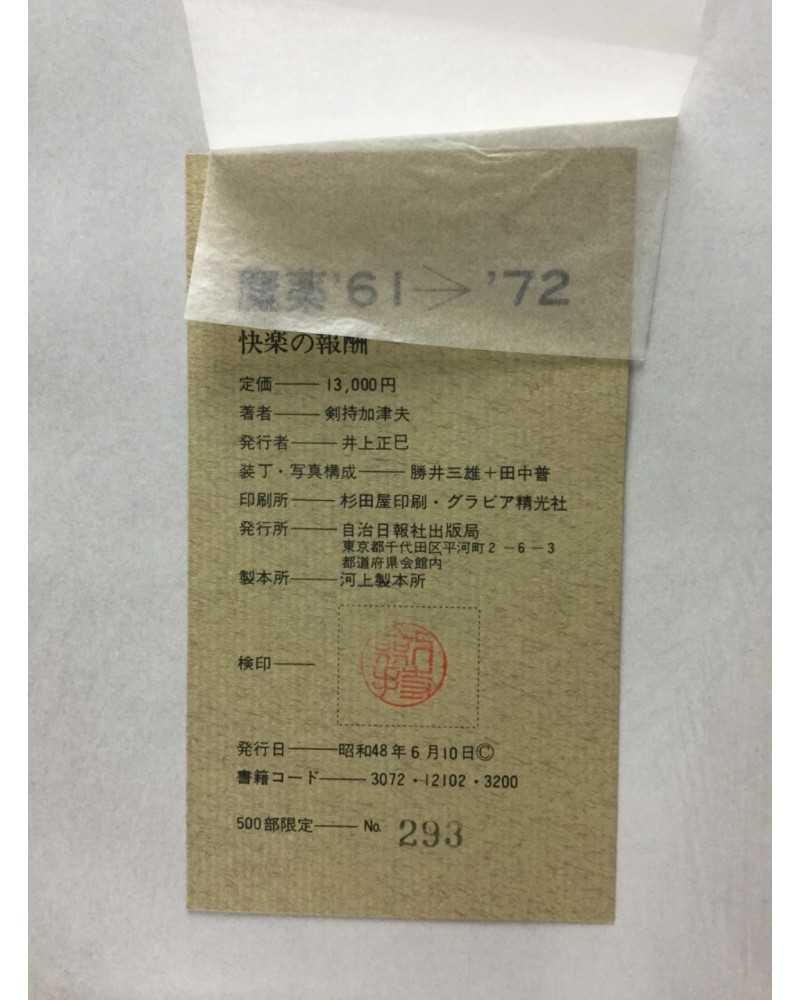 魔薬'61→'72
快楽の報酬
定価――13,000円
著者――剣持加津夫
発行者――井上正巳
装丁・写真構成――勝井三雄+田中普
印刷所――杉田屋印刷・グラビア精光社
発行所――自治日報社出版局
東京都千代田区平河町2-6-3
都道府県会館内
製本所――河上製本所
検印――
発行日――昭和48年6月10日©
書籍コード――3072・12102・3200
500部限定――No. 293